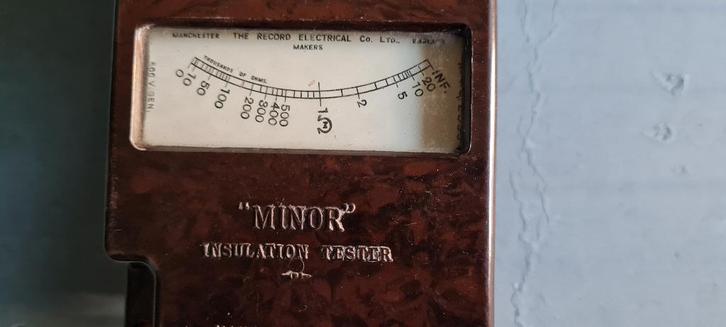 MANCHESTER THE RECORD ELECTRICAL CO. LTD.,
MAKERS
THOUSANDS OF OHMS.
0 10 50 100 200 300 400 500 1 2 5 10 20 INF.
"MINOR"
INSULATION TESTER